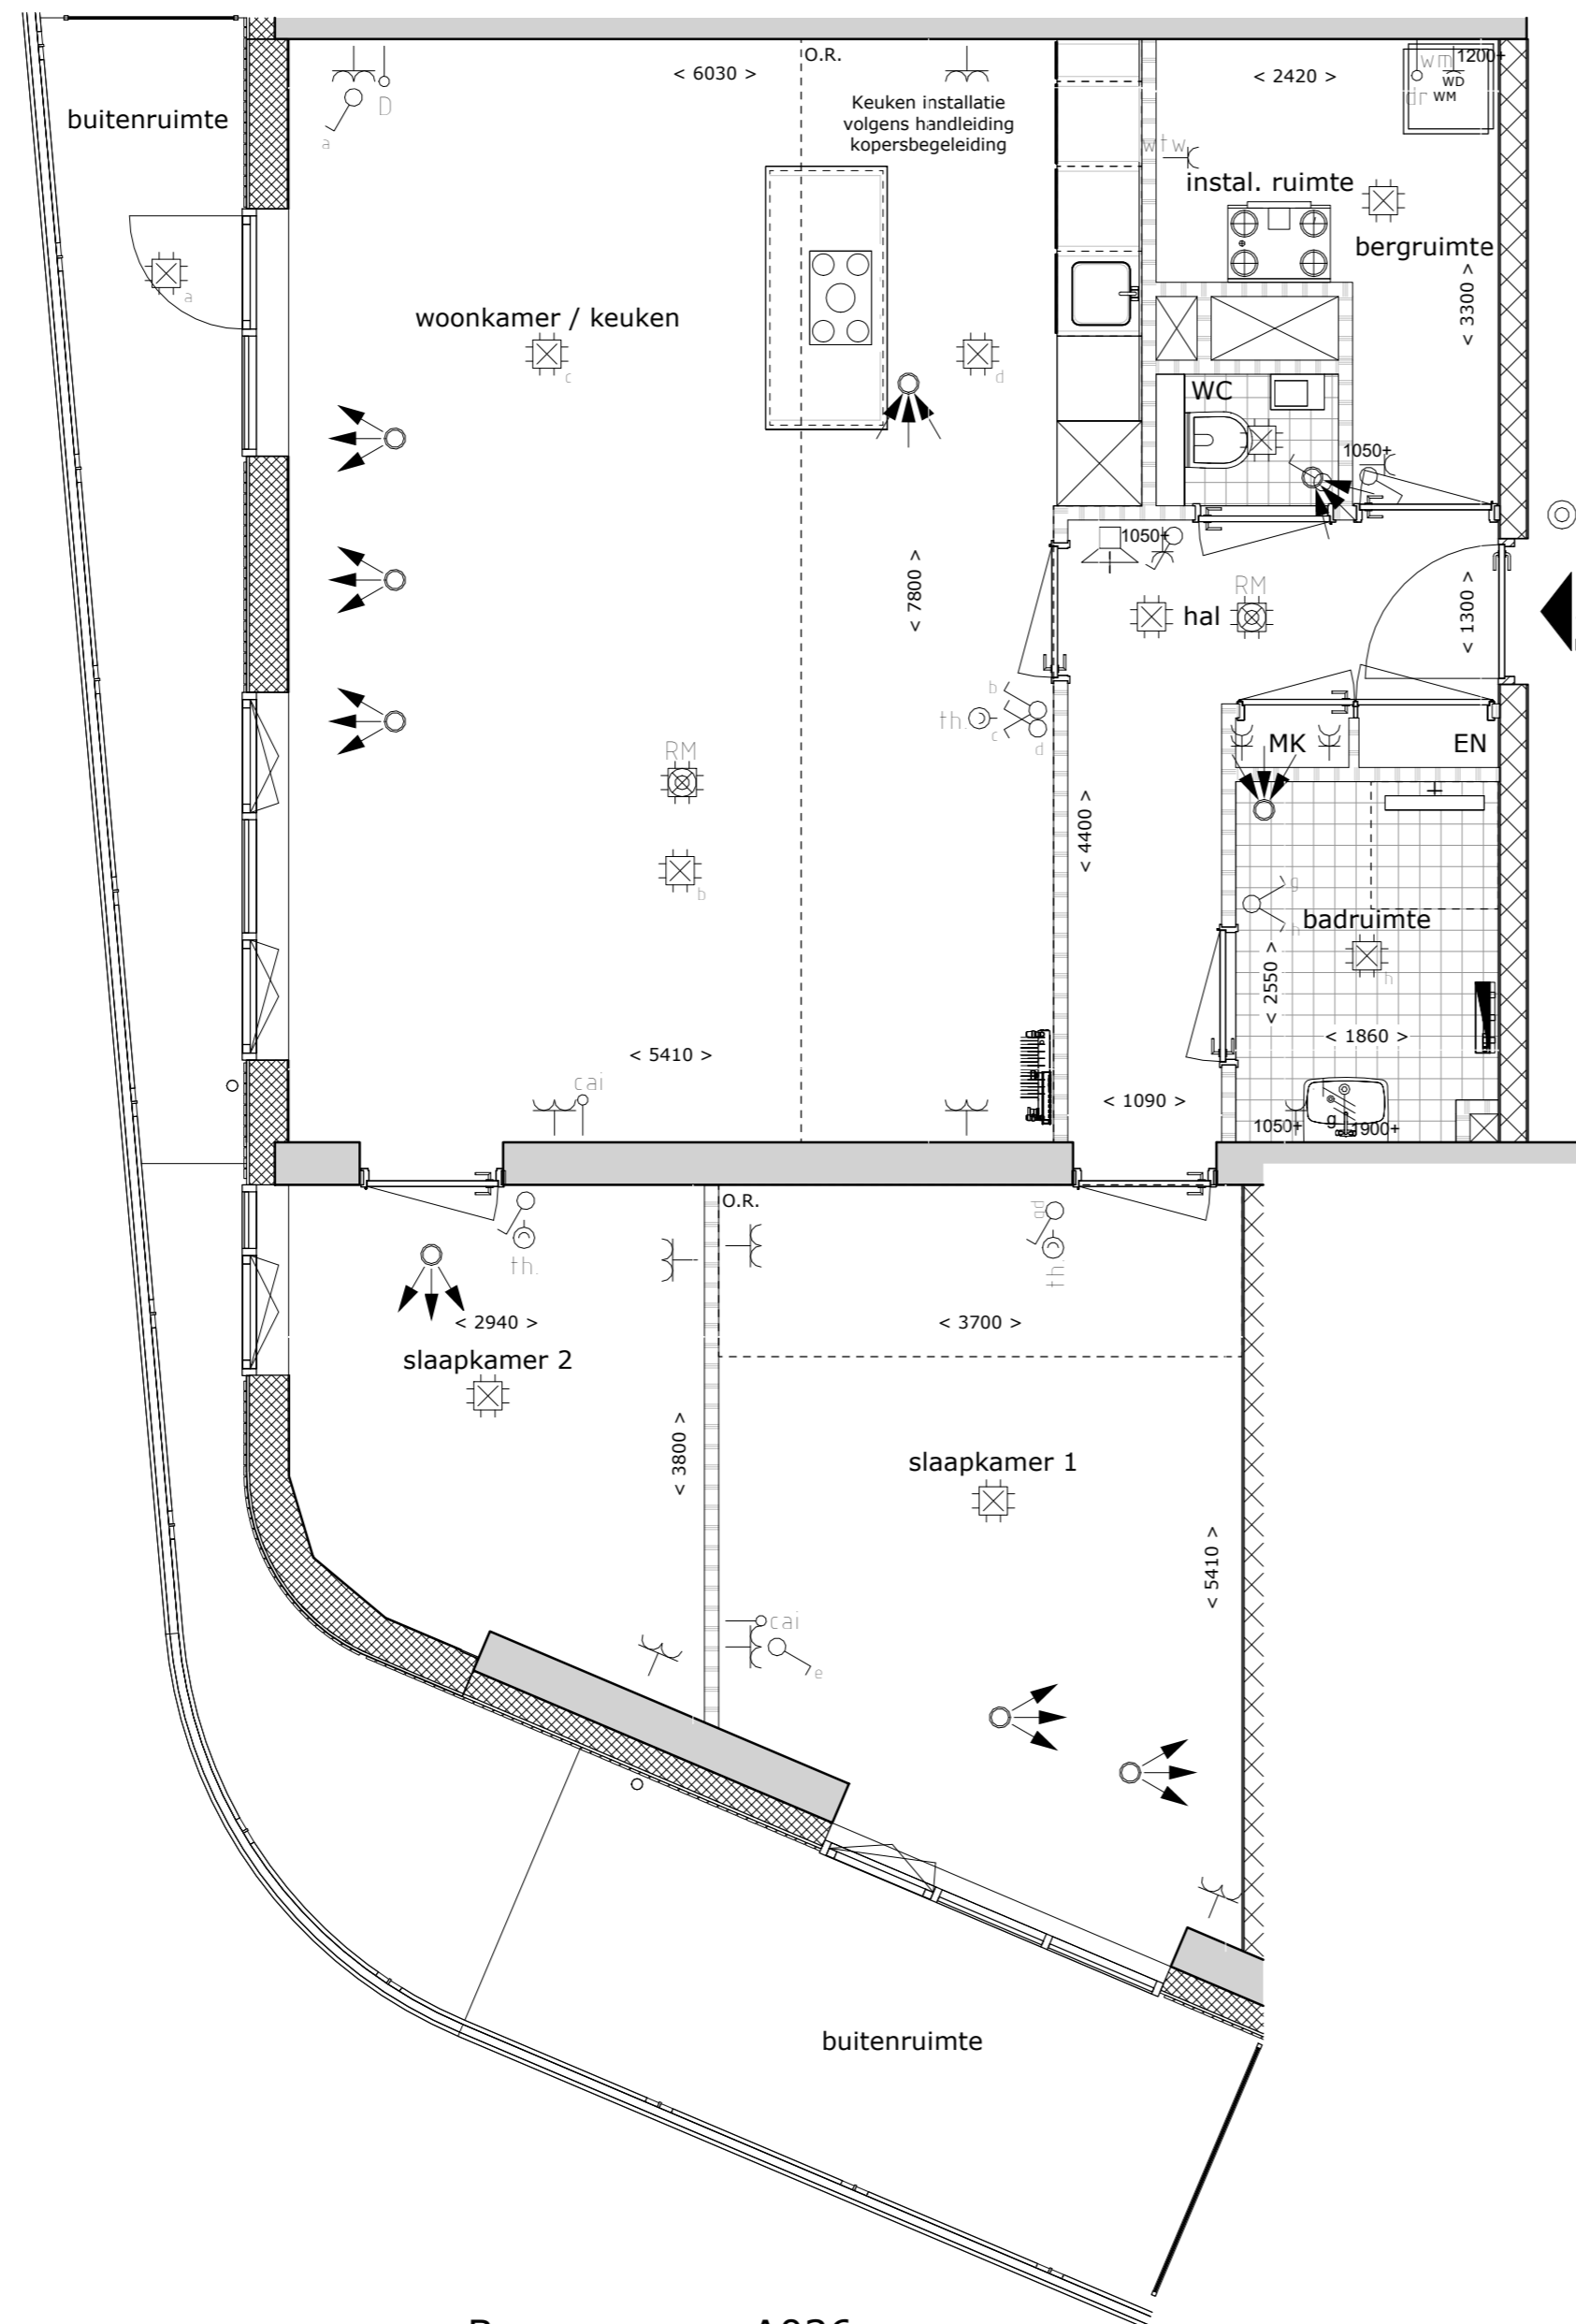 O.R.
< 6030 >
< 2420 >
wm
1200+
WD
dr
WM
buitenruimte
D
a
Keuken installatie
volgens handleiding
kopersbegeleiding
wtw
instal. ruimte
bergruimte
a
< 3300 >
woonkamer / keuken
c
d
WC
1050+
1050+
< 7800 >
RM
hal
< 1300 >
b
th.
c
d
MK
EN
RM
< 4400 >
b
g
badruimte
h
< 2550 >
h
< 1860 >
< 5410 >
cai
< 1090 >
1050+
g
1900+
O.R.
th.
th.
< 2940 >
< 3700 >
slaapkamer 2
< 3800 >
slaapkamer 1
< 5410 >
cai
e
buitenruimte